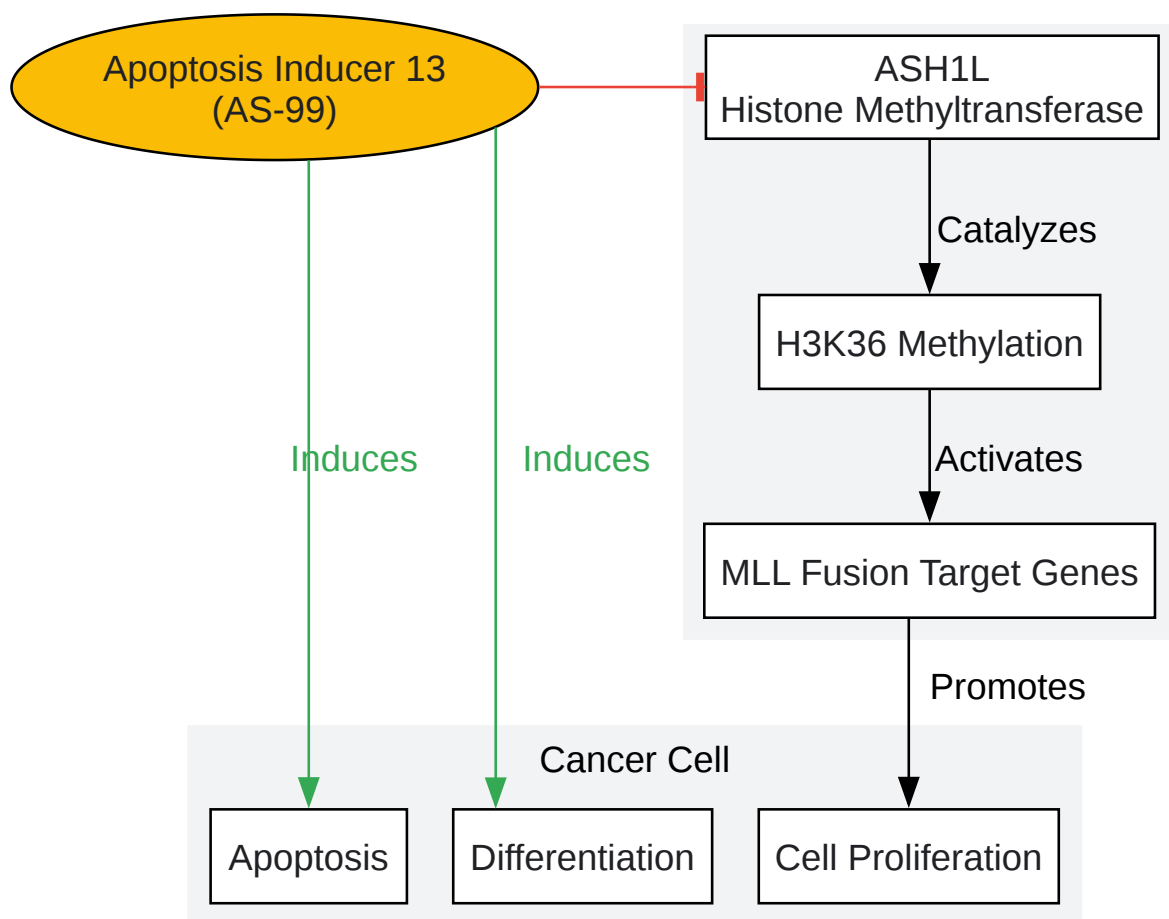 Apoptosis Inducer 13
(AS-99)
ASH1L
Histone Methyltransferase
Catalyzes
H3K36 Methylation
Induces
Induces
Activates
MLL Fusion Target Genes
Promotes
Cancer Cell
Apoptosis
Differentiation
Cell Proliferation